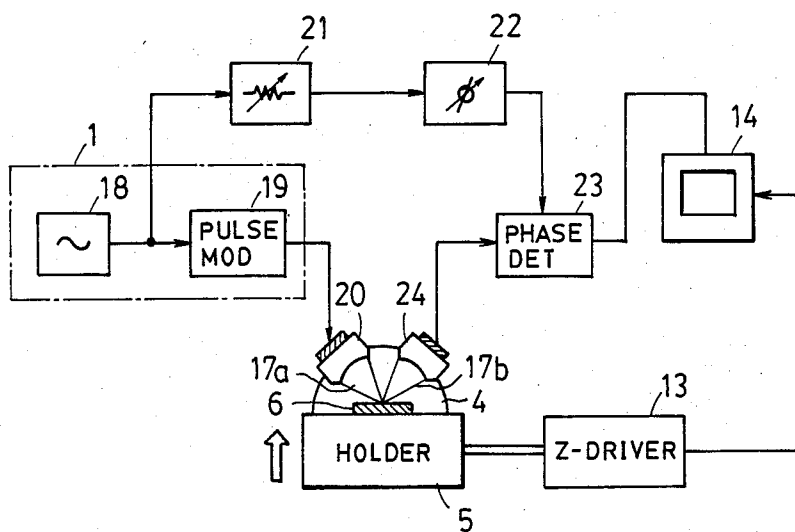 21
22
1
14
18
19
23
PULSE
MOD
PHASE
DET
20
24
17a
17b
6
4
13
HOLDER
Z-DRIVER
5